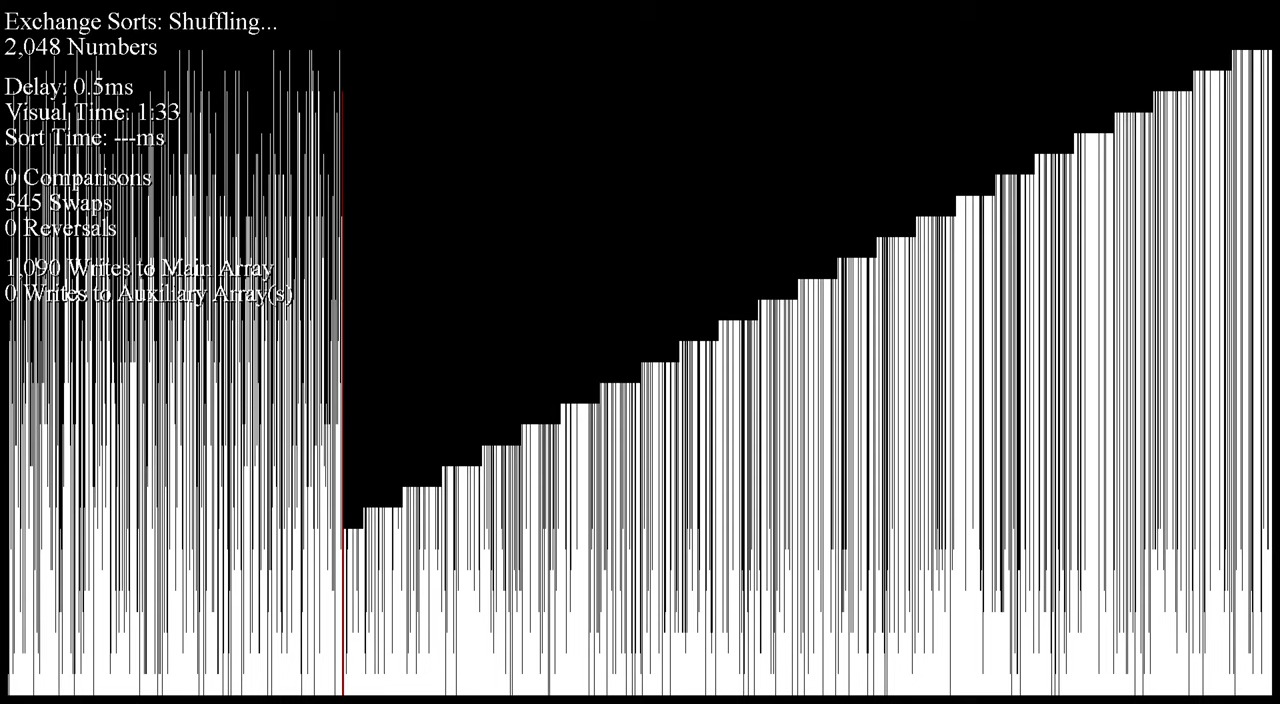 Exchange Sorts: Shuffling...
2,048 Numbers
Delay: 0.5ms
Visual Time: 1:33
Sort Time: ---ms
0 Comparisons
545 Swaps
0 Reversals
1,090 Writes to Main Array
0 Writes to Auxiliary Array(s)